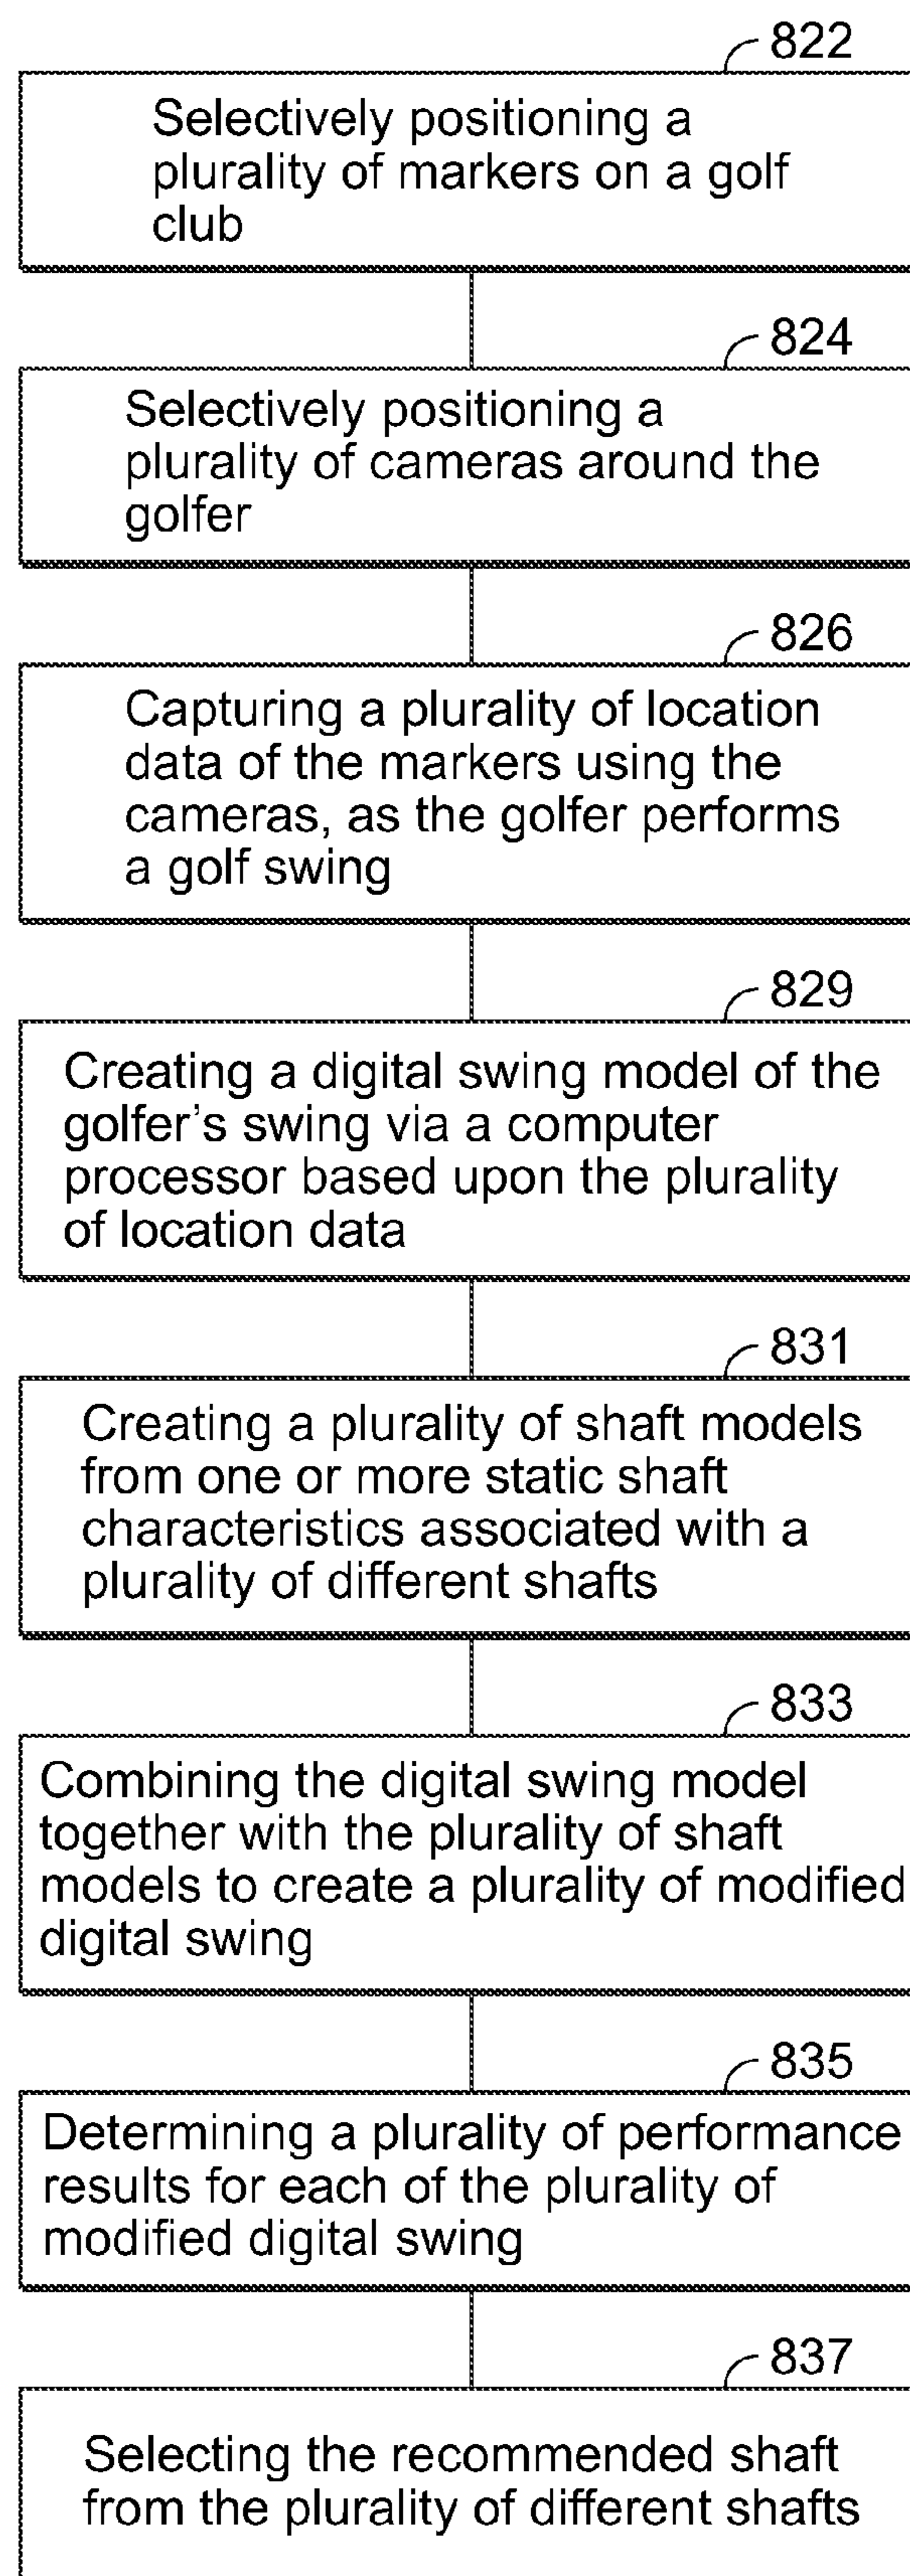 822
Selectively positioning a
plurality of markers on a golf
club
824
Selectively positioning a
plurality of cameras around the
golfer
826
Capturing a plurality of location
data of the markers using the
cameras, as the golfer performs
a golf swing
829
Creating a digital swing model of the
golfer’s swing via a computer
processor based upon the plurality
of location data
831
Creating a plurality of shaft models
from one or more static shaft
characteristics associated with a
plurality of different shafts
833
Combining the digital swing model
together with the plurality of shaft
models to create a plurality of modified
digital swing
835
Determining a plurality of performance
results for each of the plurality of
modified digital swing
837
Selecting the recommended shaft
from the plurality of different shafts